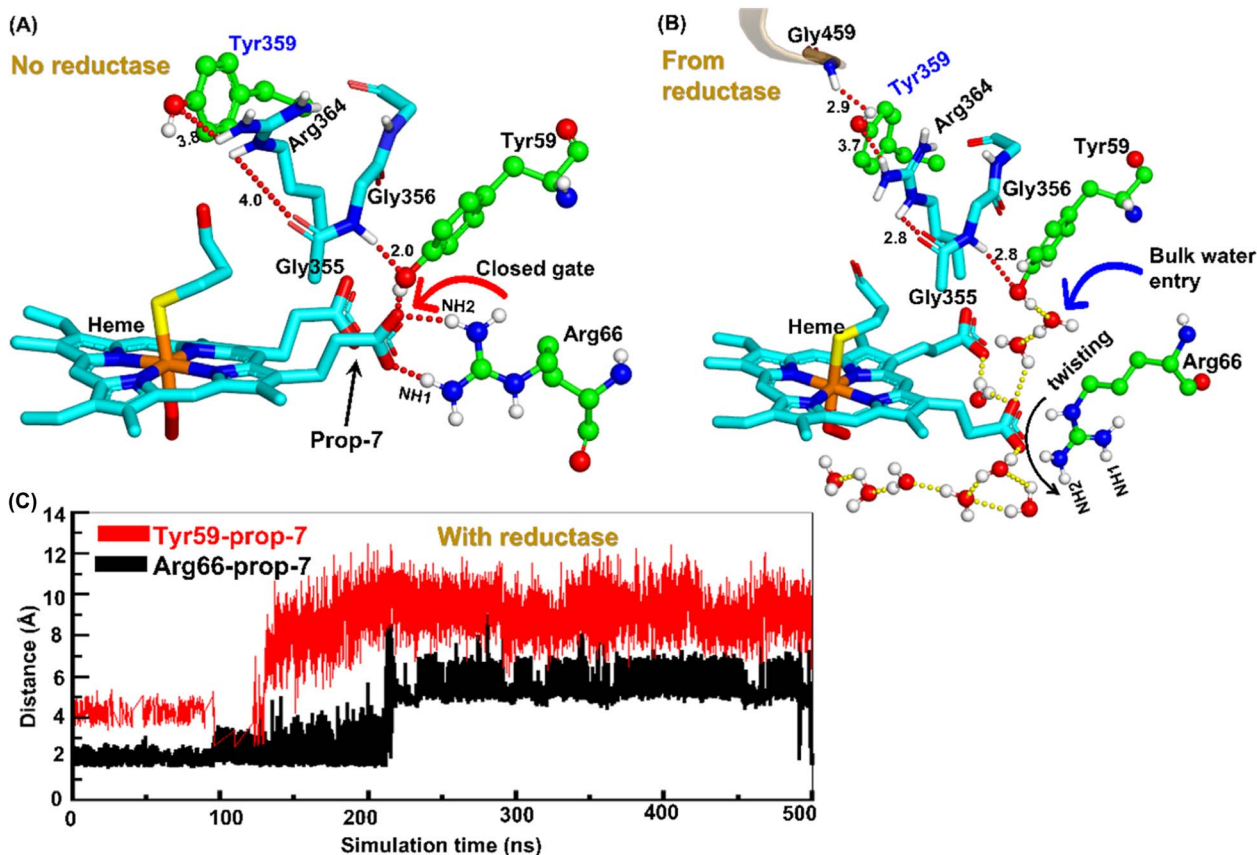 (A)
Tyr359
No reductase
Arg364
3.8
4.0
Tyr59
Gly356
2.0
Gly355
Closed gate
NH2
Heme
Arg66
NH1
Prop-7
(B)
Gly459
From
reductase
Tyr359
2.9
Arg364
3.7
Tyr59
Gly356
2.8
2.8
Bulk water
entry
Gly355
Heme
twisting
Arg66
NH1
NH2
(C)
14
12
10
8
6
4
2
0
Distance (Å)
Tyr59-prop-7
Arg66-prop-7
With reductase
0 100 200 300 400 500
Simulation time (ns)